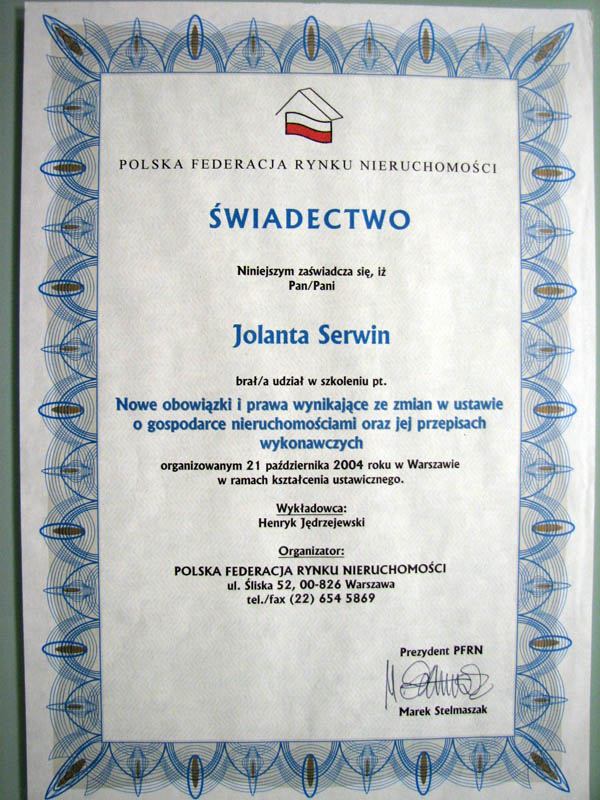 POLSKA FEDERACJA RYNKU NIERUCHOMOŚCI
ŚWIADECTWO
Niniejszym zaświadcza się, iż
Pan/Pani
Jolanta Serwin
brał/a udział w szkoleniu pt.
Nowe obowiązki i prawa wynikające ze zmian w ustawie
o gospodarce nieruchomościami oraz jej przepisach
wykonawczych
organizowanym 21 października 2004 roku w Warszawie
w ramach kształcenia ustawicznego.
Wykładowca:
Henryk Jędrzejewski
Organizator:
POLSKA FEDERACJA RYNKU NIERUCHOMOŚCI
ul. Śliska 52, 00-826 Warszawa
tel./fax (22) 654 5869
Prezydent PFRN
Marek Stelmaszak